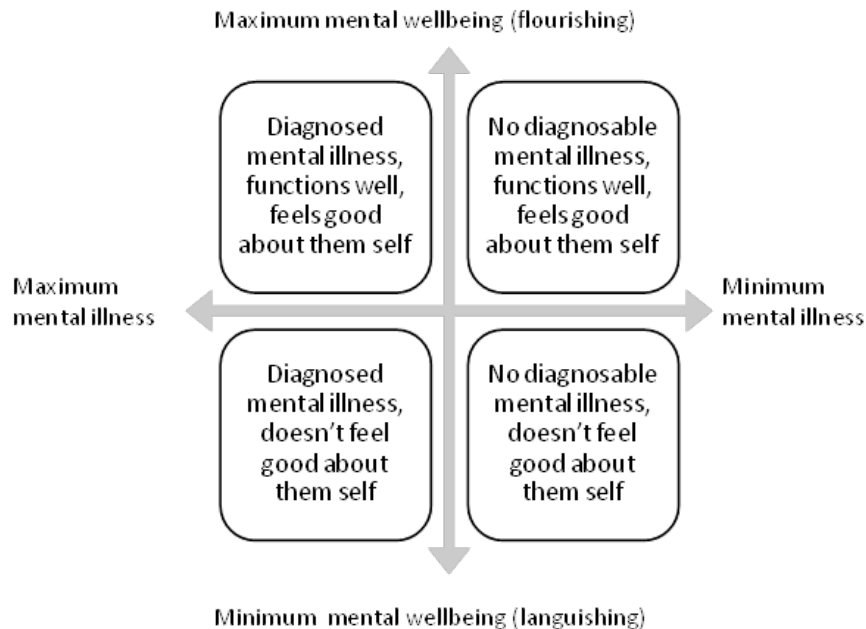 Maximum mental wellbeing (flourishing)
Diagnosed
mental illness,
functions well,
feels good
about them self
No diagnosable
mental illness,
functions well,
feels good
about them self
Maximum
mental illness
Minimum
mental illness
Diagnosed
mental illness,
doesn't feel
good about
them self
No diagnosable
mental illness,
doesn't feel
good about
them self
Minimum mental wellbeing (languishing)